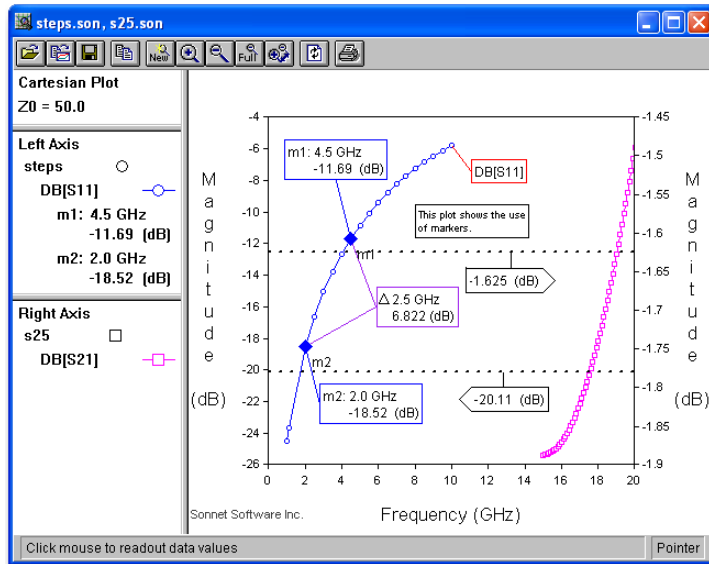 steps.son, s25.son
New
Full
Cartesian Plot
Z0 = 50.0
Left Axis
steps
DB[S11]
m1: 4.5 GHz
-11.69 (dB)
m2: 2.0 GHz
-18.52 (dB)
Right Axis
s25
DB[S21]
Magnitude
(dB)
-4
-6
-8
-10
-12
-14
-16
-18
-20
-22
-24
-26
m1: 4.5 GHz
-11.69 (dB)
DB[S11]
This plot shows the use
of markers.
m1
-1.625 (dB)
Δ 2.5 GHz
6.822 (dB)
m2
m2: 2.0 GHz
-18.52 (dB)
-20.11 (dB)
-1.45
-1.5
-1.55
-1.6
-1.65
-1.7
-1.75
-1.8
-1.85
-1.9
Magnitude
(dB)
0 2 4 6 8 10 12 14 16 18 20
Sonnet Software Inc.
Frequency (GHz)
Click mouse to readout data values
Pointer